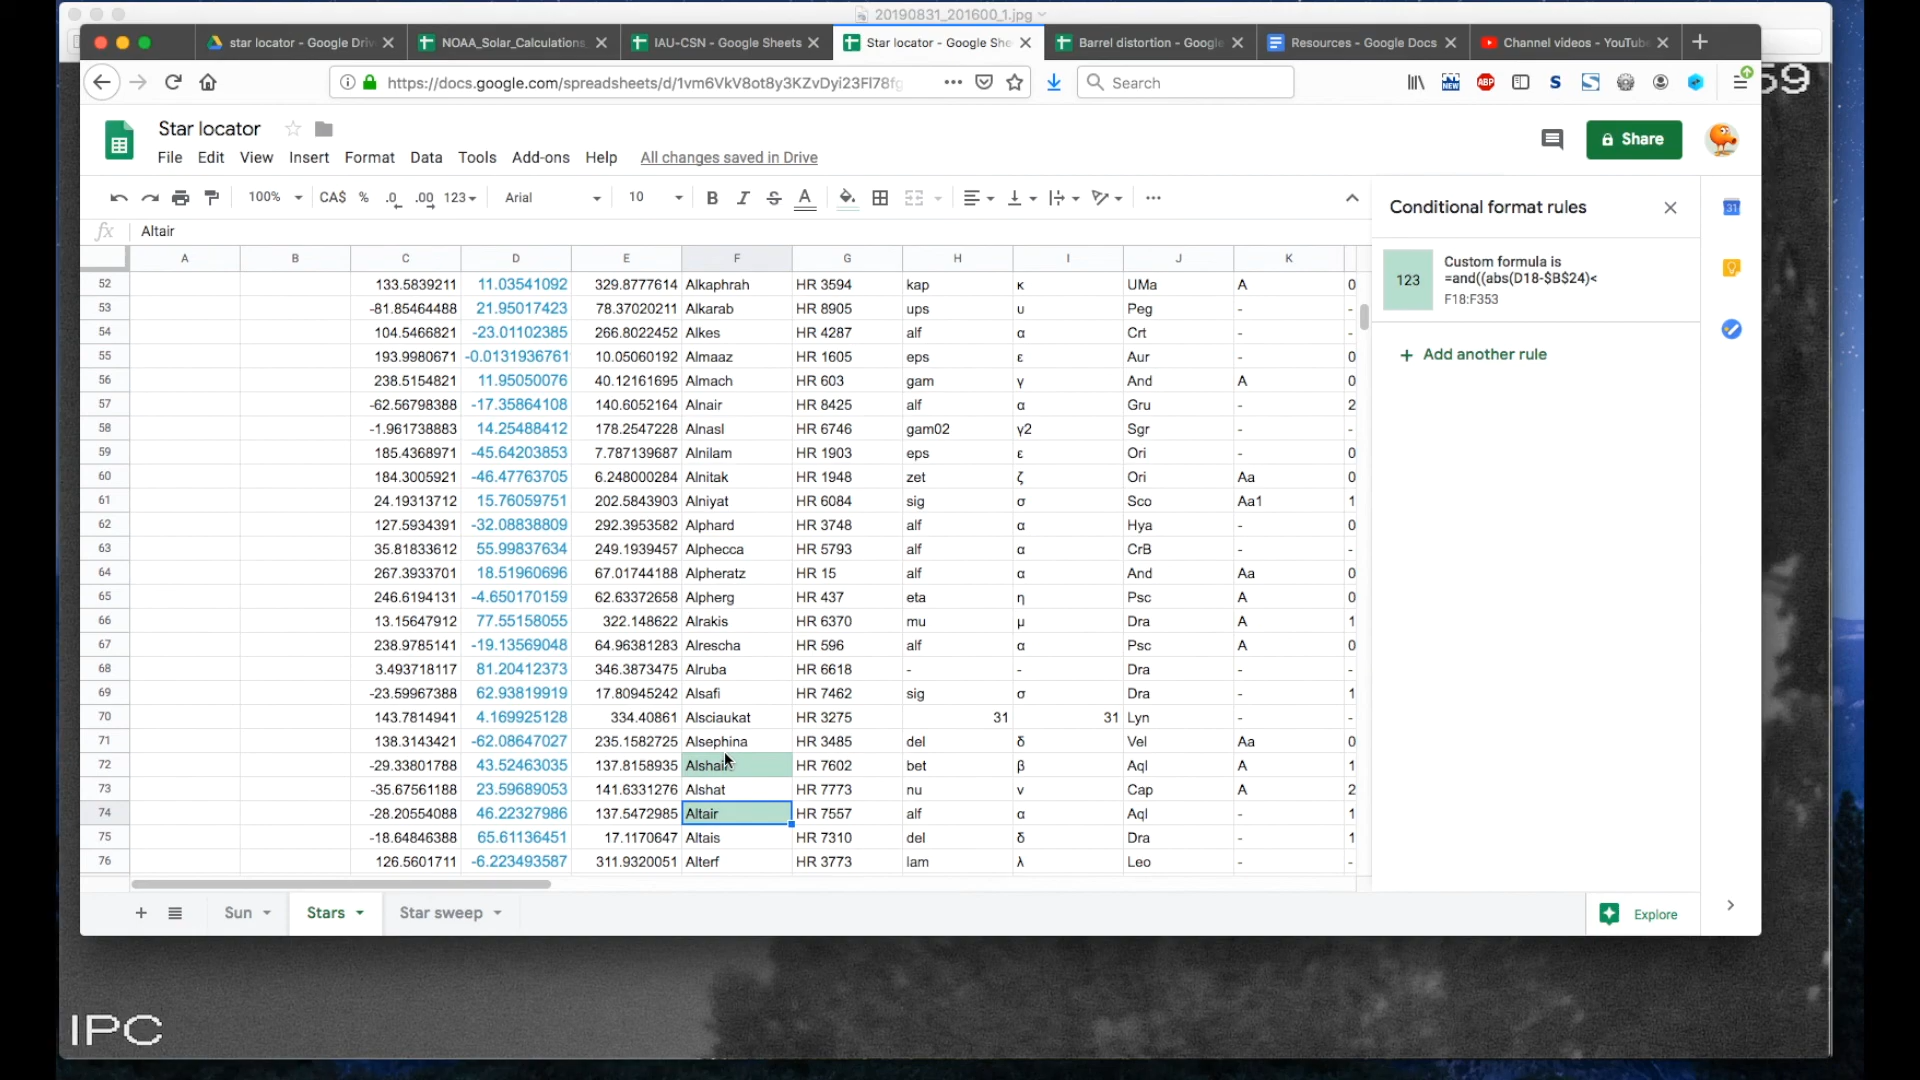 20190831_201600_1.jpg
star locator - Google Driv
NOAA_Solar_Calculations
IAU-CSN - Google Sheets
Star locator - Google She
Barrel distortion - Google
Resources - Google Docs
Channel videos - YouTub
https://docs.google.com/spreadsheets/d/1vm6VkV8ot8y3KZvDyi23Fl78fg
Search
NEW
ABP
S
59
Star locator
Share
File Edit View Insert Format Data Tools Add-ons Help All changes saved in Drive
100% CA$ % .0 .00 123 Arial 10 B I S A
Conditional format rules
31
fx Altair
A B C D E F G H I J K
52 133.5839211 11.03541092 329.8777614 Alkaphrah HR 3594 kap κ UMa A 0
53 -81.85464488 21.95017423 78.37020211 Alkarab HR 8905 ups υ Peg - -
54 104.5466821 -23.01102385 266.8022452 Alkes HR 4287 alf α Crt - -
55 193.9980671 -0.0131936761 10.05060192 Almaaz HR 1605 eps ε Aur - 0
56 238.5154821 11.95050076 40.12161695 Almach HR 603 gam γ And A 0
57 -62.56798388 -17.35864108 140.6052164 Alnair HR 8425 alf α Gru - 2
58 -1.961738883 14.25488412 178.2547228 Alnasl HR 6746 gam02 γ2 Sgr - -
59 185.4368971 -45.64203853 7.787139687 Alnilam HR 1903 eps ε Ori - 0
60 184.3005921 -46.47763705 6.248000284 Alnitak HR 1948 zet ζ Ori Aa 0
61 24.19313712 15.76059751 202.5843903 Alniyat HR 6084 sig σ Sco Aa1 1
62 127.5934391 -32.08838809 292.3953582 Alphard HR 3748 alf α Hya - 0
63 35.81833612 55.99837634 249.1939457 Alphecca HR 5793 alf α CrB - -
64 267.3933701 18.51960696 67.01744188 Alpheratz HR 15 alf α And Aa 0
65 246.6194131 -4.650170159 62.63372658 Alpherg HR 437 eta η Psc A 0
66 13.15647912 77.55158055 322.148622 Alrakis HR 6370 mu μ Dra A 1
67 238.9785141 -19.13569048 64.96381283 Alrescha HR 596 alf α Psc A 0
68 3.493718117 81.20412373 346.3873475 Alruba HR 6618 - - Dra - -
69 -23.59967388 62.93819919 17.80945242 Alsafi HR 7462 sig σ Dra - 1
70 143.7814941 4.169925128 334.40861 Alsciaukat HR 3275 31 31 Lyn - -
71 138.3143421 -62.08647027 235.1582725 Alsephina HR 3485 del δ Vel Aa 0
72 -29.33801788 43.52463035 137.8158935 Alshain HR 7602 bet β Aql A 1
73 -35.67561188 23.59689053 141.6331276 Alshat HR 7773 nu ν Cap A 2
74 -28.20554088 46.22327986 137.5472985 Altair HR 7557 alf α Aql - 1
75 -18.64846388 65.61136451 17.1170647 Altais HR 7310 del δ Dra - 1
76 126.5601711 -6.223493587 311.9320051 Alterf HR 3773 lam λ Leo - -
123
Custom formula is
=and((abs(D18-$B$24)<
F18:F353
+ Add another rule
Sun Stars Star sweep
Explore
IPC